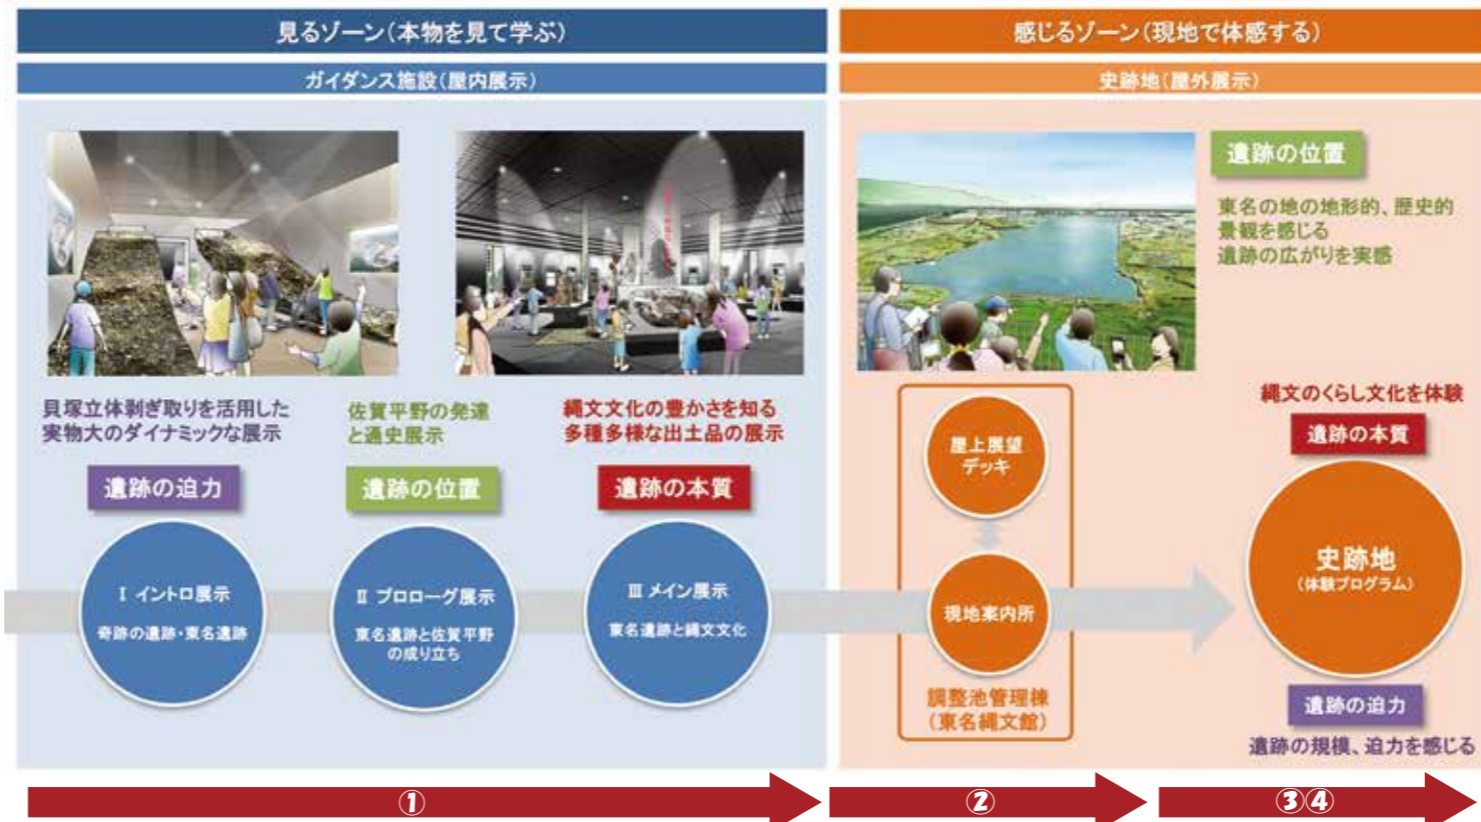 見るゾーン(本物を見て学ぶ)
ガイダンス施設(屋内展示)
貝塚立体剥ぎ取りを活用した
実物大のダイナミックな展示
遺跡の迫力
佐賀平野の発達
と通史展示
遺跡の位置
縄文文化の豊かさを知る
多種多様な出土品の展示
遺跡の本質
Ⅰ イントロ展示
奇跡の遺跡・東名遺跡
Ⅱ プロローグ展示
東名遺跡と佐賀平野
の成り立ち
Ⅲ メイン展示
東名遺跡と縄文文化
感じるゾーン(現地で体感する)
史跡地(屋外展示)
遺跡の位置
東名の地の地形的、歴史的
景観を感じる
遺跡の広がりを実感
屋上展望
デッキ
現地案内所
調整池管理棟
(東名縄文館)
縄文のくらし文化を体験
遺跡の本質
史跡地
(体験プログラム)
遺跡の迫力
遺跡の規模、迫力を感じる
①
②
③④